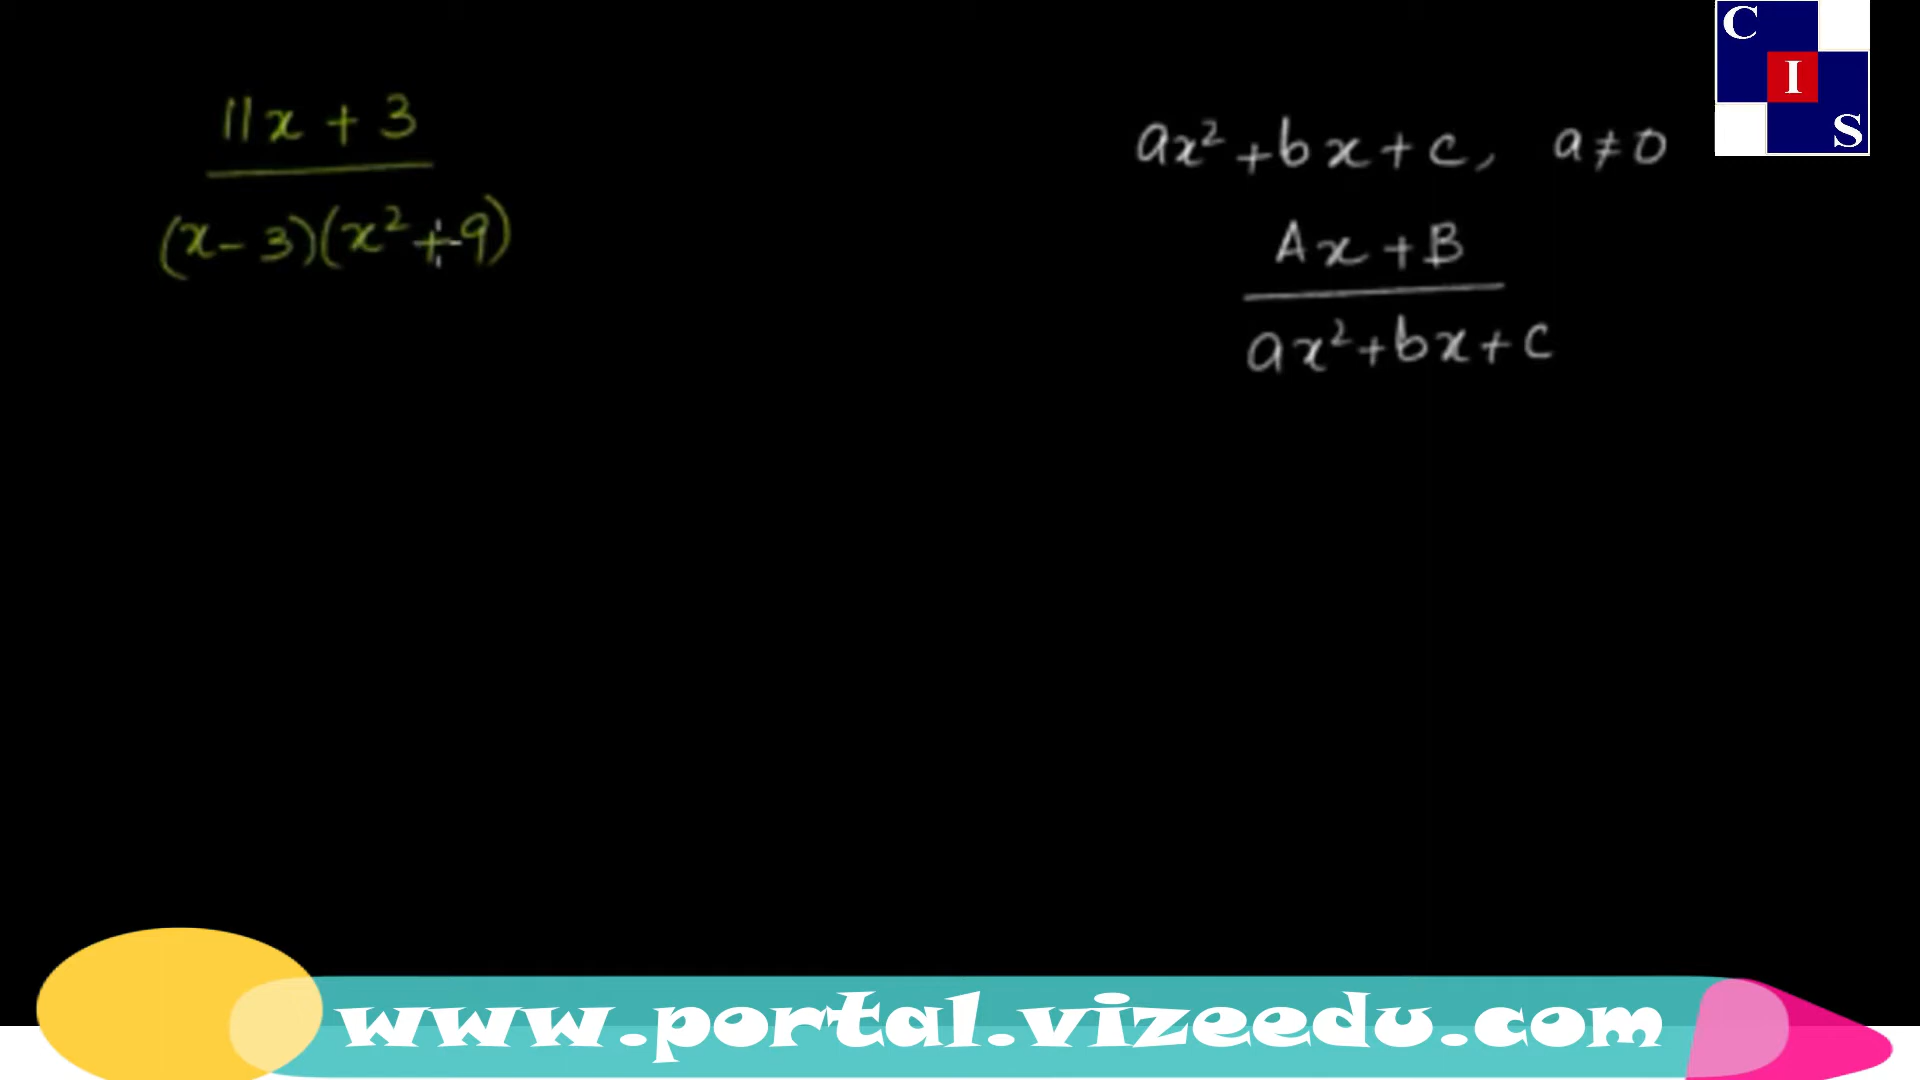 11x + 3
(x - 3)(x² + 9)
ax² + bx + c, a ≠ 0
Ax + B
ax² + bx + c
C
I
S
www.portal.vizeedu.com